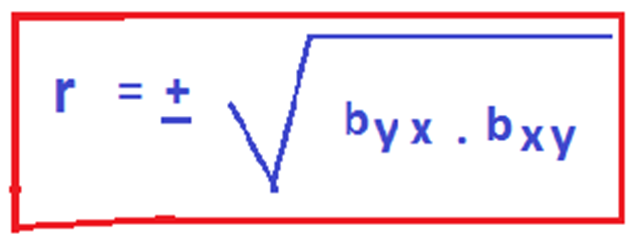 r = ± √ byx . bxy